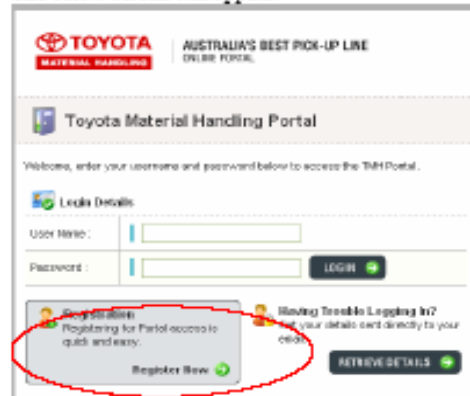 TOYOTA
MATERIAL HANDLING
AUSTRALIA'S BEST PICK-UP LINE
ONLINE PORTAL
Toyota Material Handling Portal
Welcome, enter your username and password below to access the TMH Portal.
Login Details
User Name :
Password :
LOGIN
Registration
Registering for Portal access is
quick and easy.
Register Now
Having Trouble Logging In?
Get your details sent directly to your
email.
RETRIEVE DETAILS